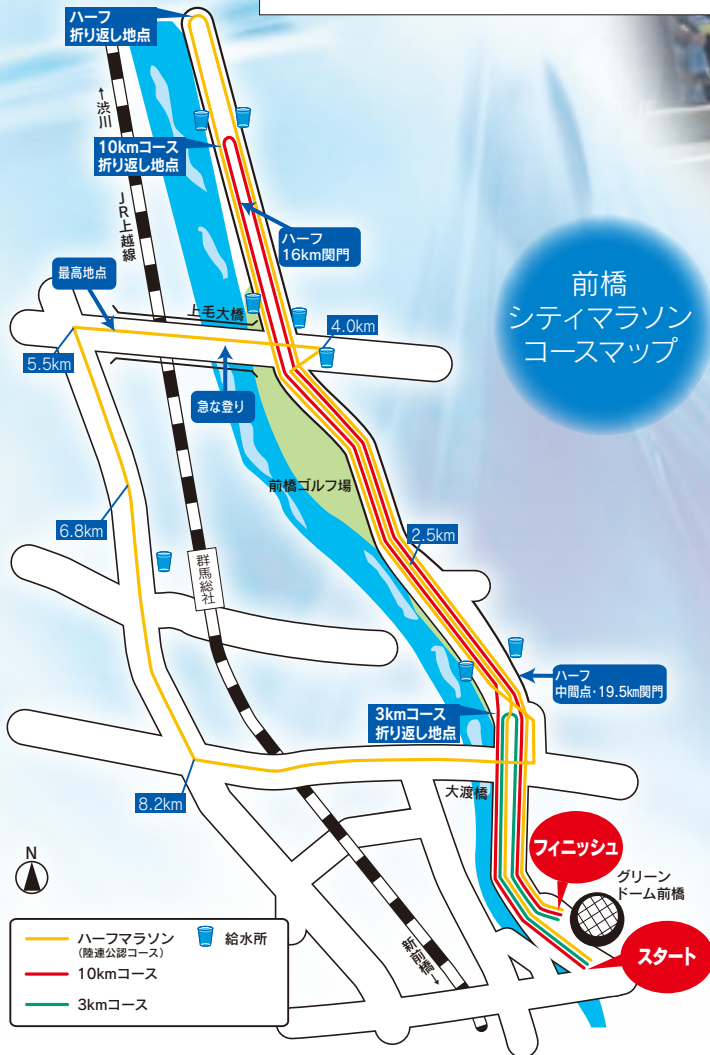 ハーフ
折り返し地点
↑渋川
10kmコース
折り返し地点
JR上越線
ハーフ
16km関門
前橋
シティマラソン
コースマップ
最高地点
上毛大橋
4.0km
5.5km
急な登り
前橋ゴルフ場
2.5km
6.8km
群馬総社
ハーフ
中間点・19.5km関門
3kmコース
折り返し地点
大渡橋
8.2km
フィニッシュ
グリーン
ドーム前橋
N
スタート
新前橋→
ハーフマラソン
(陸連公認コース)
給水所
10kmコース
3kmコース